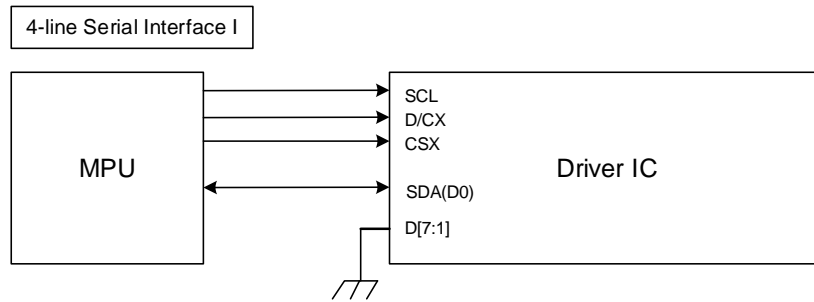 4-line Serial Interface I
MPU
SCL
D/CX
CSX
SDA(D0)
D[7:1]
Driver IC